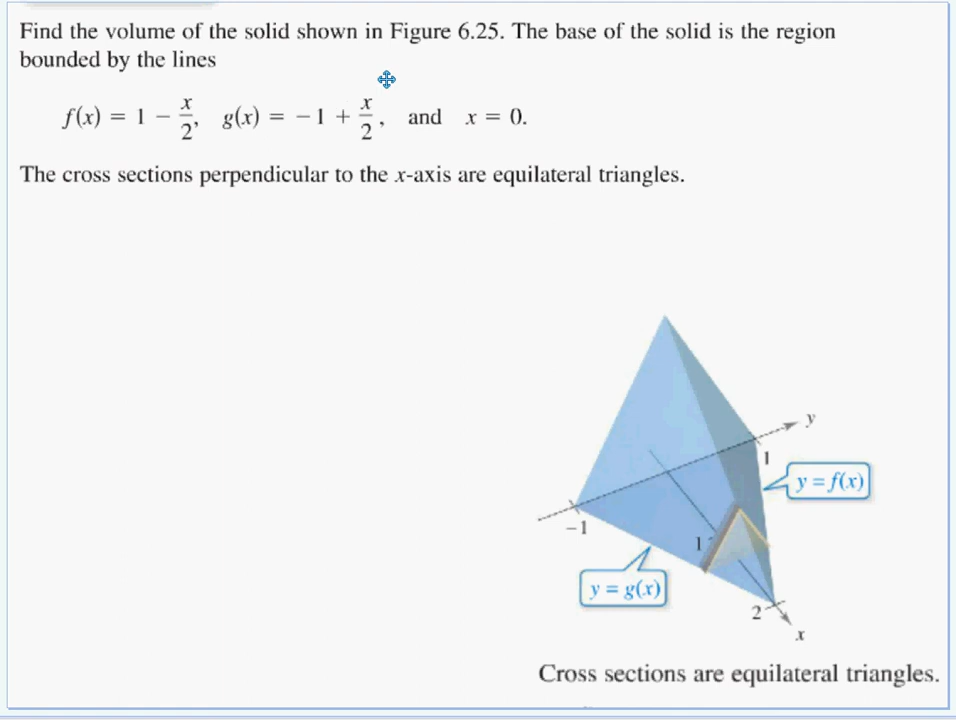 Find the volume of the solid shown in Figure 6.25. The base of the solid is the region
bounded by the lines
f(x) = 1 − x/2, g(x) = −1 + x/2, and x = 0.
The cross sections perpendicular to the x-axis are equilateral triangles.
y
1
y = f(x)
−1
1
y = g(x)
2
x
Cross sections are equilateral triangles.